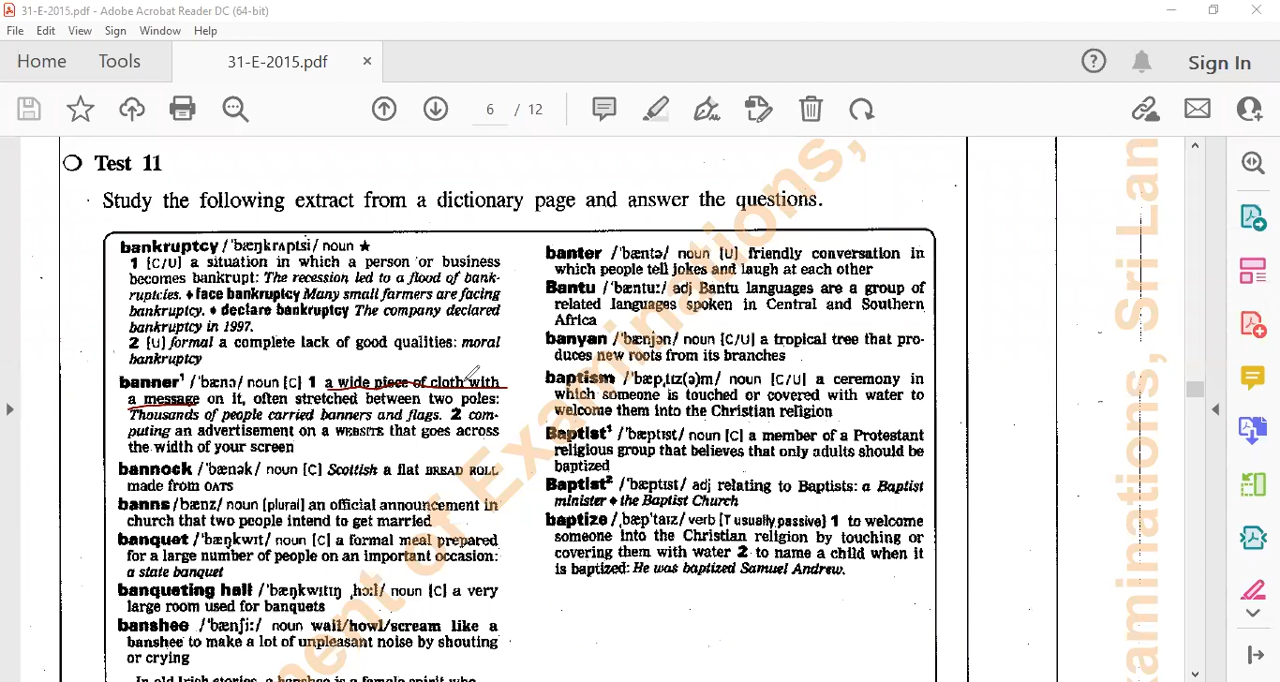 31-E-2015.pdf - Adobe Acrobat Reader DC (64-bit)
File Edit View Sign Window Help
Home Tools 31-E-2015.pdf × Sign In
6 / 12
Test 11
Study the following extract from a dictionary page and answer the questions.
bankruptcy /ˈbæŋkrʌptsi/ noun ★
1 [C/U] a situation in which a person or business
becomes bankrupt: The recession led to a flood of bank-
ruptcies. ♦ face bankruptcy Many small farmers are facing
bankruptcy. ♦ declare bankruptcy The company declared
bankruptcy in 1997.
2 [U] formal a complete lack of good qualities: moral
bankruptcy
banner¹ /ˈbænə/ noun [C] 1 a wide piece of cloth with
a message on it, often stretched between two poles:
Thousands of people carried banners and flags. 2 com-
puting an advertisement on a WEBSITE that goes across
the width of your screen
bannock /ˈbænək/ noun [C] Scottish a flat BREAD ROLL
made from OATS
banns /bænz/ noun [plural] an official announcement in
church that two people intend to get married
banquet /ˈbæŋkwɪt/ noun [C] a formal meal prepared
for a large number of people on an important occasion:
a state banquet
banqueting hall /ˈbæŋkwɪtɪŋ ˌhɔːl/ noun [C] a very
large room used for banquets
banshee /ˈbænʃiː/ noun wail/howl/scream like a
banshee to make a lot of unpleasant noise by shouting
or crying
In old Irish stories, a banshee is a female spirit who
banter /ˈbæntə/ noun [U] friendly conversation in
which people tell jokes and laugh at each other
Bantu /ˈbæntuː/ adj Bantu languages are a group of
related languages spoken in Central and Southern
Africa
banyan /ˈbænjən/ noun [C/U] a tropical tree that pro-
duces new roots from its branches
baptism /ˈbæpˌtɪz(ə)m/ noun [C/U] a ceremony in
which someone is touched or covered with water to
welcome them into the Christian religion
Baptist¹ /ˈbæptɪst/ noun [C] a member of a Protestant
religious group that believes that only adults should be
baptized
Baptist² /ˈbæptɪst/ adj relating to Baptists: a Baptist
minister ♦ the Baptist Church
baptize /ˌbæpˈtaɪz/ verb [T usually passive] 1 to welcome
someone into the Christian religion by touching or
covering them with water 2 to name a child when it
is baptized: He was baptized Samuel Andrew.
ment of Examinations,
xaminations, Sri Lan